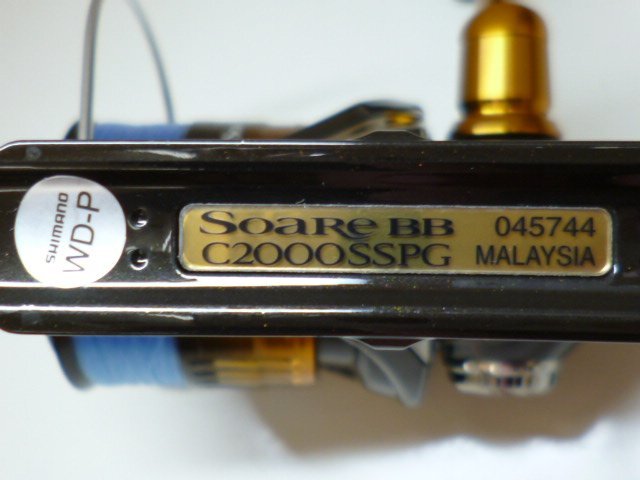 SHIMANO
WD-P
Soare BB 045744
C2000SSPG MALAYSIA